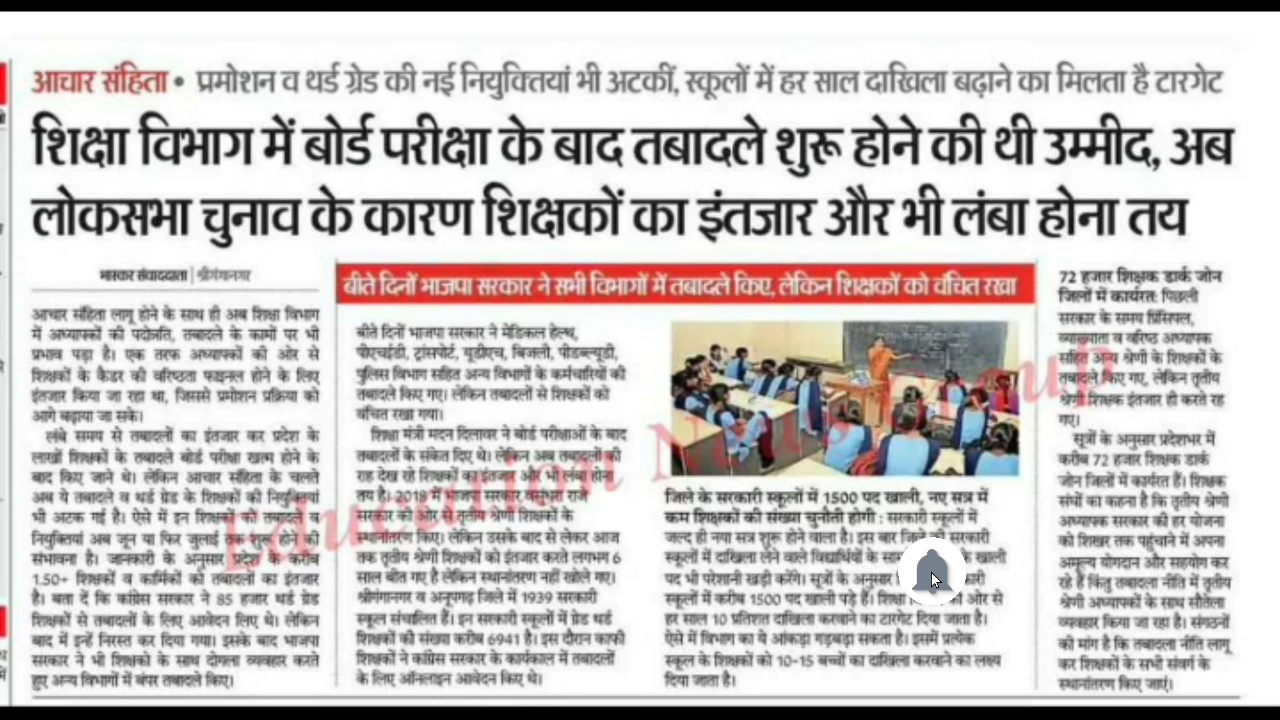 आचार संहिता • प्रमोशन व थर्ड ग्रेड की नई नियुक्तियां भी अटकीं, स्कूलों में हर साल दाखिला बढ़ाने का मिलता है टारगेट
शिक्षा विभाग में बोर्ड परीक्षा के बाद तबादले शुरू होने की थी उम्मीद, अब
लोकसभा चुनाव के कारण शिक्षकों का इंतजार और भी लंबा होना तय
भास्कर संवाददाता | श्रीगंगानगर
आचार संहिता लागू होने के साथ ही अब शिक्षा विभाग
में अध्यापकों की पदोन्नति, तबादले के कामों पर भी
प्रभाव पड़ा है। एक तरफ अध्यापकों की ओर से
शिक्षकों के कैडर की वरिष्ठता फाइनल होने के लिए
इंतजार किया जा रहा था, जिससे प्रमोशन प्रक्रिया को
आगे बढ़ाया जा सके।
लंबे समय से तबादलों का इंतजार कर प्रदेश के
लाखों शिक्षकों के तबादले बोर्ड परीक्षा खत्म होने के
बाद किए जाने थे। लेकिन आचार संहिता के चलते
अब ये तबादले व थर्ड ग्रेड के शिक्षकों की नियुक्तियां
भी अटक गई है। ऐसे में इन शिक्षकों को तबादलों व
नियुक्तियां अब जून या फिर जुलाई तक शुरू होने की
संभावना है। जानकारी के अनुसार प्रदेश के करीब
1.50+ शिक्षकों व कार्मिकों को तबादलों का इंतजार
है। बता दें कि कांग्रेस सरकार ने 85 हजार थर्ड ग्रेड
शिक्षकों से तबादलों के लिए आवेदन लिए थे। लेकिन
बाद में इन्हें निरस्त कर दिया गया। इसके बाद भाजपा
सरकार ने भी शिक्षकों के साथ दोगला व्यवहार करते
हुए अन्य विभागों में बंपर तबादले किए।
बीते दिनों भाजपा सरकार ने सभी विभागों में तबादले किए, लेकिन शिक्षकों को वंचित रखा
बीते दिनों भाजपा सरकार ने मेडिकल हेल्थ,
पीएचईडी, ट्रांसपोर्ट, यूडीएच, बिजली, पीडब्ल्यूडी,
पुलिस विभाग सहित अन्य विभागों के कर्मचारियों की
तबादले किए गए। लेकिन तबादलों से शिक्षकों को
वंचित रखा गया।
शिक्षा मंत्री मदन दिलावर ने बोर्ड परीक्षाओं के बाद
तबादलों के संकेत दिए थे। लेकिन अब तबादलों की
राह देख रहे शिक्षकों का इंतजार और भी लंबा होना
तय है। 2018 में भाजपा सरकार वसुंधरा राजे
सरकार की ओर से तृतीय श्रेणी शिक्षकों के
स्थानांतरण किए। लेकिन उसके बाद से लेकर आज
तक तृतीय श्रेणी शिक्षकों को इंतजार करते लगभग 6
साल बीत गए है लेकिन स्थानांतरण नहीं खोले गए।
श्रीगंगानगर व अनूपगढ़ जिले में 1939 सरकारी
स्कूल संचालित हैं। इन सरकारी स्कूलों में ग्रेड थर्ड
शिक्षकों की संख्या करीब 6941 है। इस दौरान काफी
शिक्षकों ने कांग्रेस सरकार के कार्यकाल में तबादलों
के लिए ऑनलाइन आवेदन किए थे।
जिले के सरकारी स्कूलों में 1500 पद खाली, नए सत्र में
कम शिक्षकों की संख्या चुनौती होगी : सरकारी स्कूलों में
जल्द ही नया सत्र शुरू होने वाला है। इस बार जिले के सरकारी
स्कूलों में दाखिला लेने वाले विद्यार्थियों के सा के खाली
पद भी परेशानी खड़ी करेंगे। सूत्रों के अनुसार कारी
स्कूलों में करीब 1500 पद खाली पड़े हैं। शिक्षा की ओर से
हर साल 10 प्रतिशत दाखिला करवाने का टारगेट दिया जाता है।
ऐसे में विभाग का ये आंकड़ा गड़बड़ा सकता है। इसमें प्रत्येक
स्कूल के शिक्षकों को 10-15 बच्चों का दाखिला करवाने का लक्ष्य
दिया जाता है।
72 हजार शिक्षक डार्क जोन
जिलों में कार्यरत: पिछली
सरकार के समय प्रिंसिपल,
व्याख्याता व वरिष्ठ अध्यापक
सहित अन्य श्रेणी के शिक्षकों के
तबादले किए गए, लेकिन तृतीय
श्रेणी शिक्षक इंतजार ही करते रह
गए।
सूत्रों के अनुसार प्रदेशभर में
करीब 72 हजार शिक्षक डार्क
जोन जिलों में कार्यरत हैं। शिक्षक
संघों का कहना है कि तृतीय श्रेणी
अध्यापक सरकार की हर योजना
को शिखर तक पहुंचाने में अपना
अमूल्य योगदान और सहयोग कर
रहे हैं किंतु तबादला नीति में तृतीय
श्रेणी अध्यापकों के साथ सौतेला
व्यवहार किया जा रहा है। संगठनों
की मांग है कि तबादला नीति लागू
कर शिक्षकों के सभी संवर्ग के
स्थानांतरण किए जाएं।